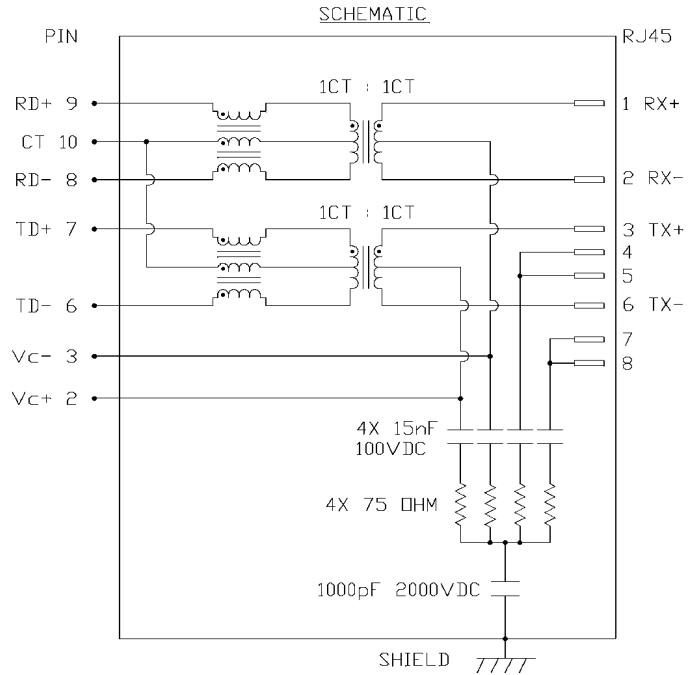 SCHEMATIC
PIN
RJ45
1CT : 1CT
RD+ 9
1 RX+
CT 10
RD- 8
2 RX-
1CT : 1CT
TD+ 7
3 TX+
4
5
TD- 6
6 TX-
7
Vc- 3
8
Vc+ 2
4X 15nF
100VDC
4X 75 OHM
1000pF 2000VDC
SHIELD